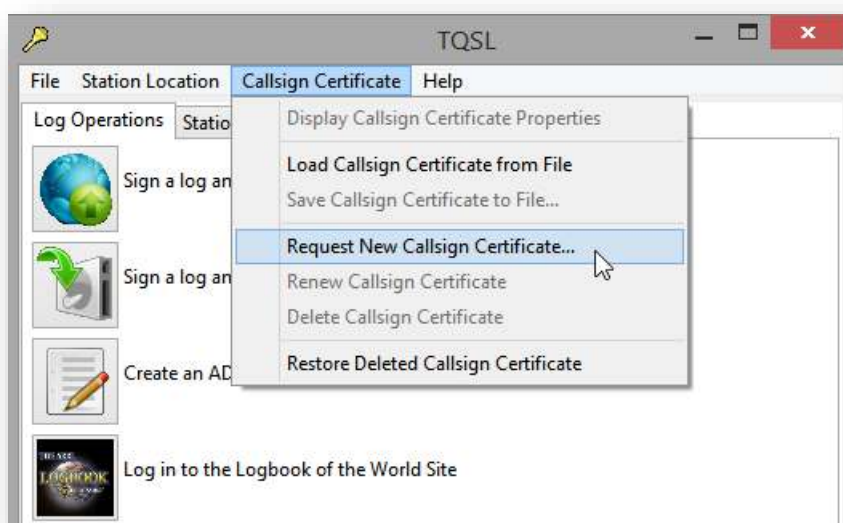 TQSL
File Station Location Callsign Certificate Help
Log Operations Statio
Display Callsign Certificate Properties
Load Callsign Certificate from File
Save Callsign Certificate to File...
Request New Callsign Certificate...
Renew Callsign Certificate
Delete Callsign Certificate
Restore Deleted Callsign Certificate
Sign a log an
Sign a log an
Create an AD
LOGBOOK
Log in to the Logbook of the World Site